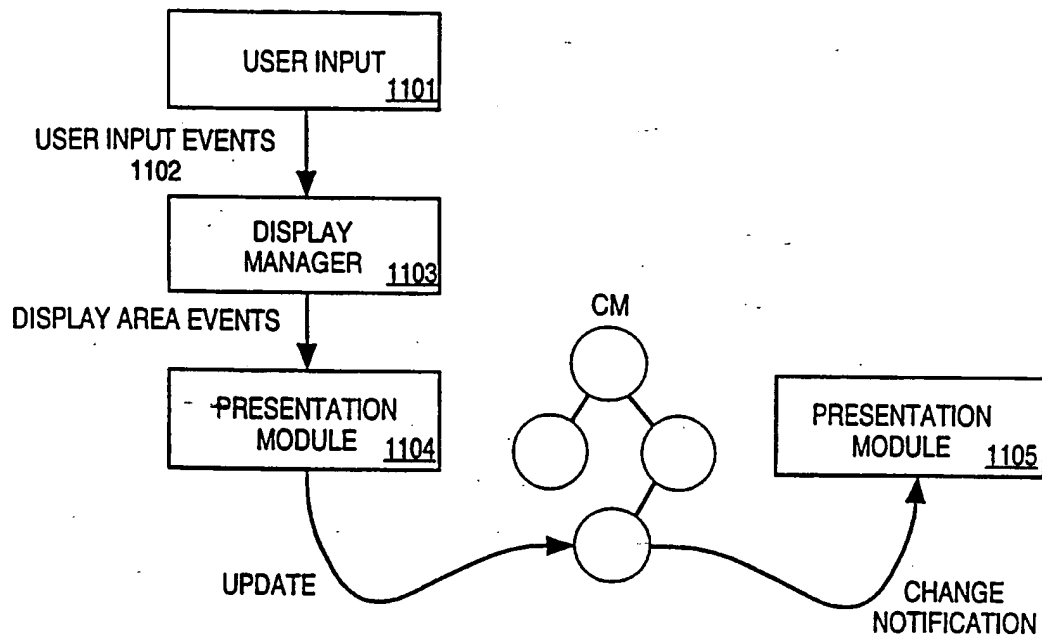 USER INPUT
1101
USER INPUT EVENTS
1102
DISPLAY
MANAGER
1103
DISPLAY AREA EVENTS
PRESENTATION
MODULE
1104
CM
PRESENTATION
MODULE
1105
UPDATE
CHANGE
NOTIFICATION